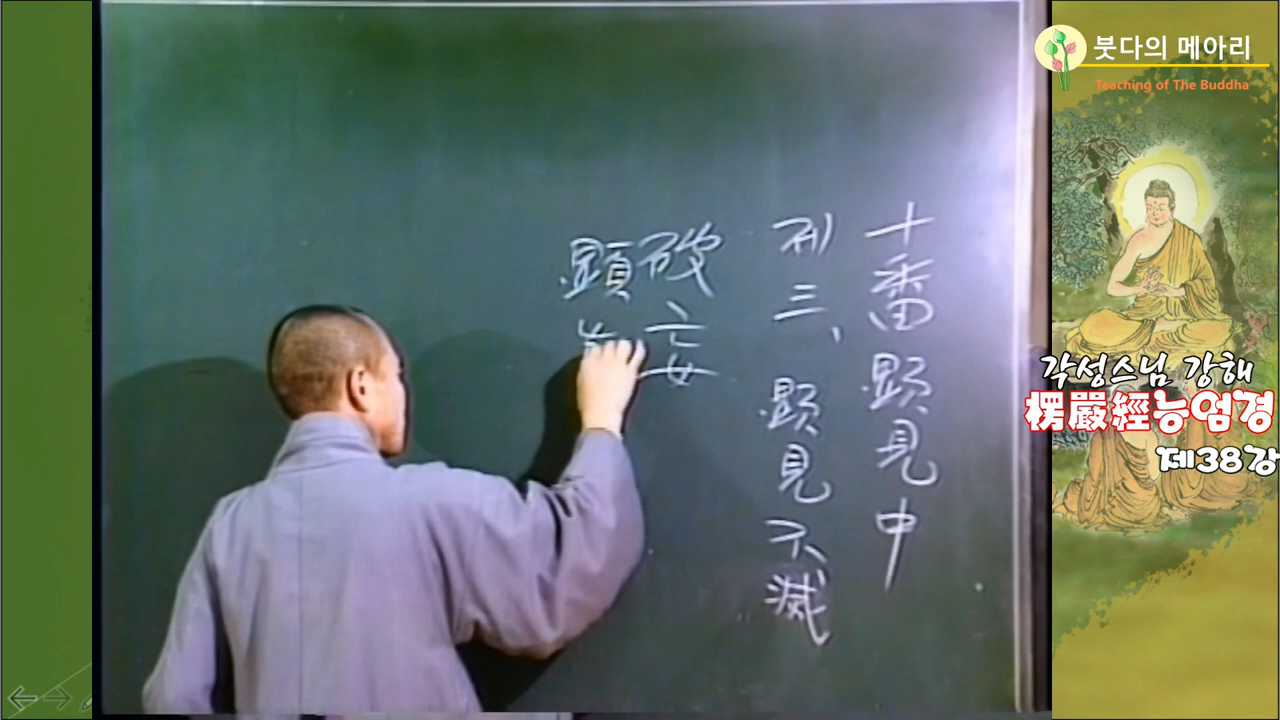 十番顯見中
제三、顯見不滅
破妄
顯
붓다의 메아리
Teaching of The Buddha
각성스님 강해
楞嚴經능엄경
제38강